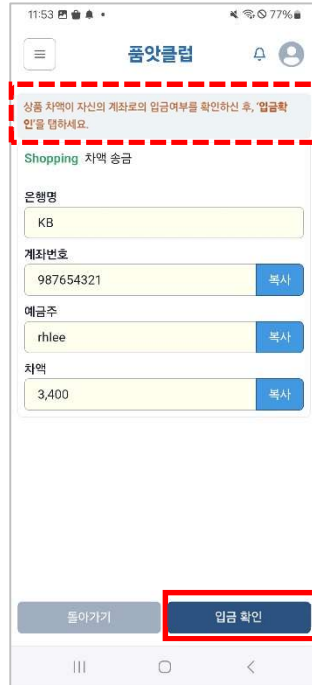 11:53
77%
품앗클럽
상품 차액이 자신의 계좌로의 입금여부를 확인하신 후, '입금확
인'을 탭하세요.
Shopping 차액 송금
은행명
KB
계좌번호
987654321 복사
예금주
rhlee 복사
차액
3,400 복사
돌아가기 입금 확인